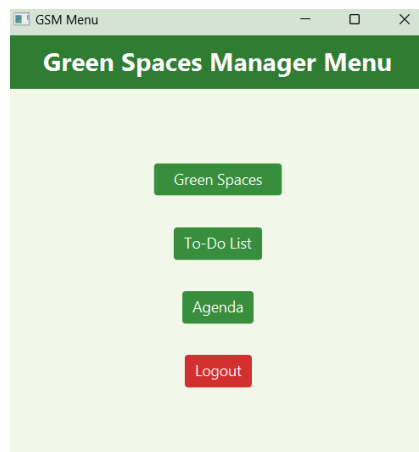 GSM Menu
Green Spaces Manager Menu
Green Spaces
To-Do List
Agenda
Logout